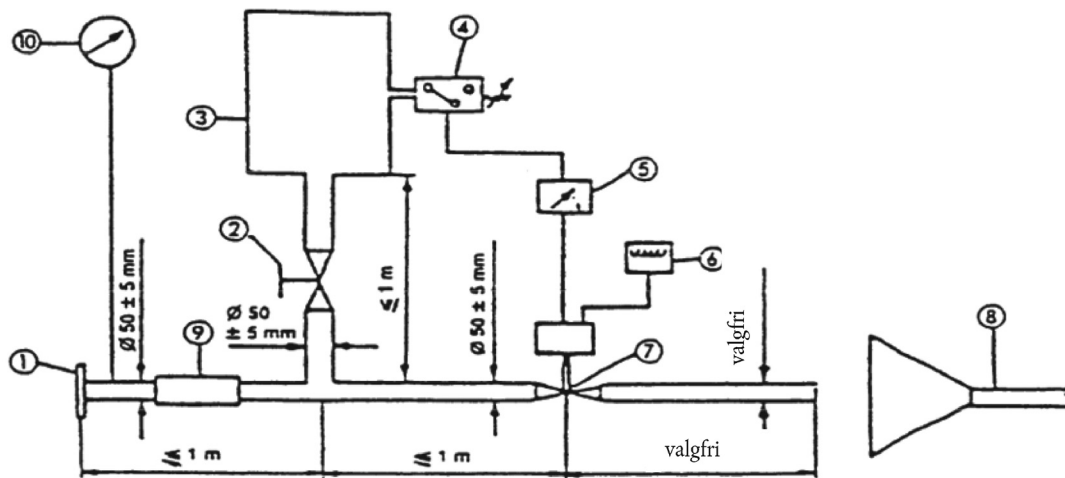 10
4
3
5
2
6
Ø 50 ± 5 mm
Ø 50
± 5 mm
≤ 1 m
Ø 50 ± 5 mm
valgfri
7
8
9
1
≥ 1 m
≥ 1 m
valgfri